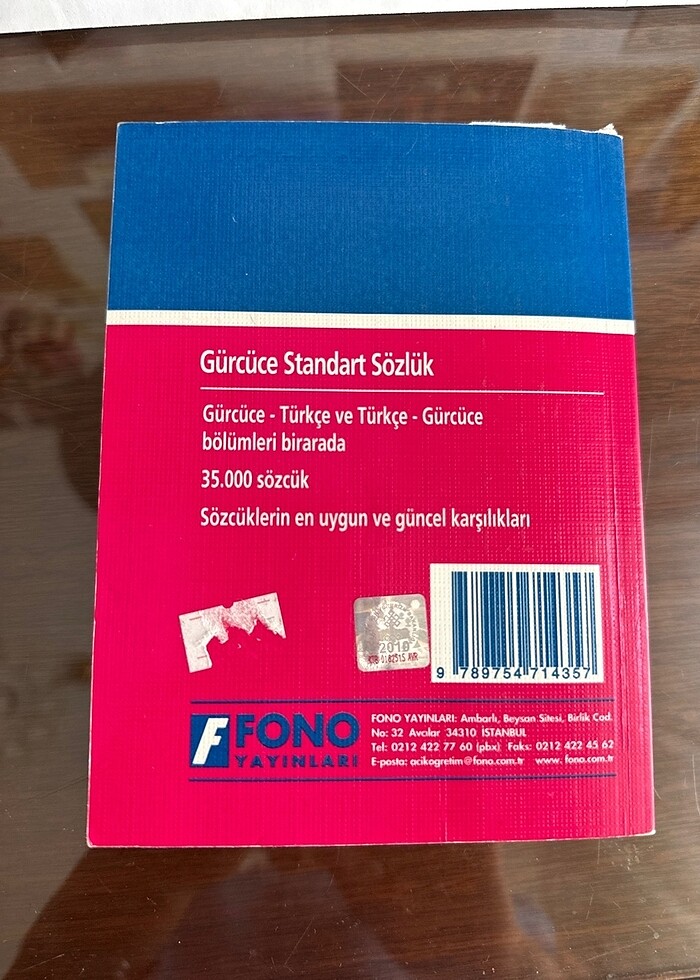 Gürcüce Standart Sözlük
Gürcüce - Türkçe ve Türkçe - Gürcüce
bölümleri birarada
35.000 sözcük
Sözcüklerin en uygun ve güncel karşılıkları
2010
9 789754 714357
FONO
YAYINLARI
FONO YAYINLARI: Ambarlı, Beysan Sitesi, Birlik Cad.
No: 32 Avcılar 34310 İSTANBUL
Tel: 0212 422 77 60 (pbx) Faks: 0212 422 45 62
E-posta: acikogretim@fono.com.tr www. fono.com.tr